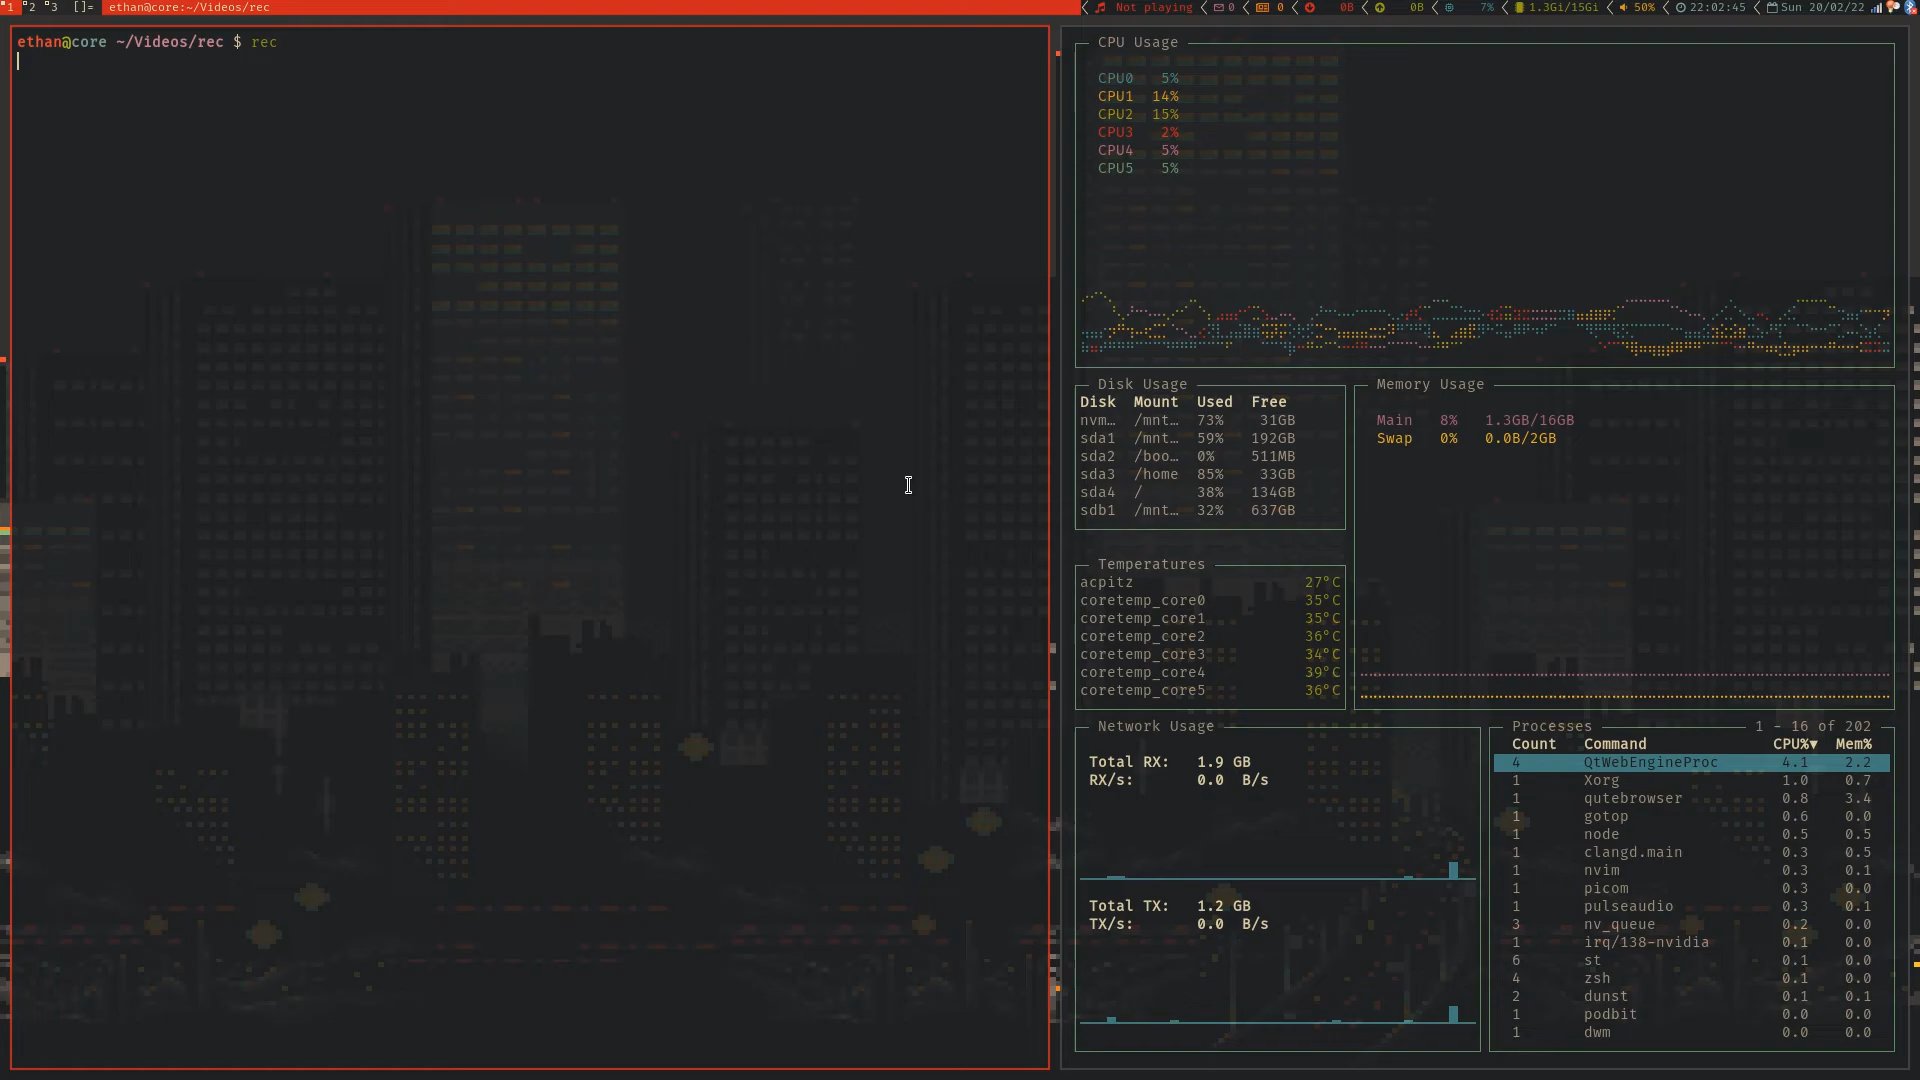 1 2 3 []= ethan@core:~/Videos/rec
Not playing 0 0 0B 0B 7% 1.3Gi/15Gi 50% 22:02:45 Sun 20/02/22
ethan@core ~/Videos/rec $ rec
CPU Usage
CPU0 5%
CPU1 14%
CPU2 15%
CPU3 2%
CPU4 5%
CPU5 5%
Disk Usage
Disk Mount Used Free
nvm… /mnt… 73% 31GB
sda1 /mnt… 59% 192GB
sda2 /boo… 0% 511MB
sda3 /home 85% 33GB
sda4 / 38% 134GB
sdb1 /mnt… 32% 637GB
Memory Usage
Main 8% 1.3GB/16GB
Swap 0% 0.0B/2GB
Temperatures
acpitz 27°C
coretemp_core0 35°C
coretemp_core1 35°C
coretemp_core2 36°C
coretemp_core3 34°C
coretemp_core4 39°C
coretemp_core5 36°C
Network Usage
Total RX: 1.9 GB
RX/s: 0.0 B/s
Total TX: 1.2 GB
TX/s: 0.0 B/s
Processes 1 - 16 of 202
Count Command CPU%▼ Mem%
4 QtWebEngineProc 4.1 2.2
1 Xorg 1.0 0.7
1 qutebrowser 0.8 3.4
1 gotop 0.6 0.0
1 node 0.5 0.5
1 clangd.main 0.3 0.5
1 nvim 0.3 0.1
1 picom 0.3 0.0
1 pulseaudio 0.3 0.1
3 nv_queue 0.2 0.0
1 irq/138-nvidia 0.1 0.0
6 st 0.1 0.0
4 zsh 0.1 0.0
2 dunst 0.1 0.1
1 podbit 0.0 0.0
1 dwm 0.0 0.0